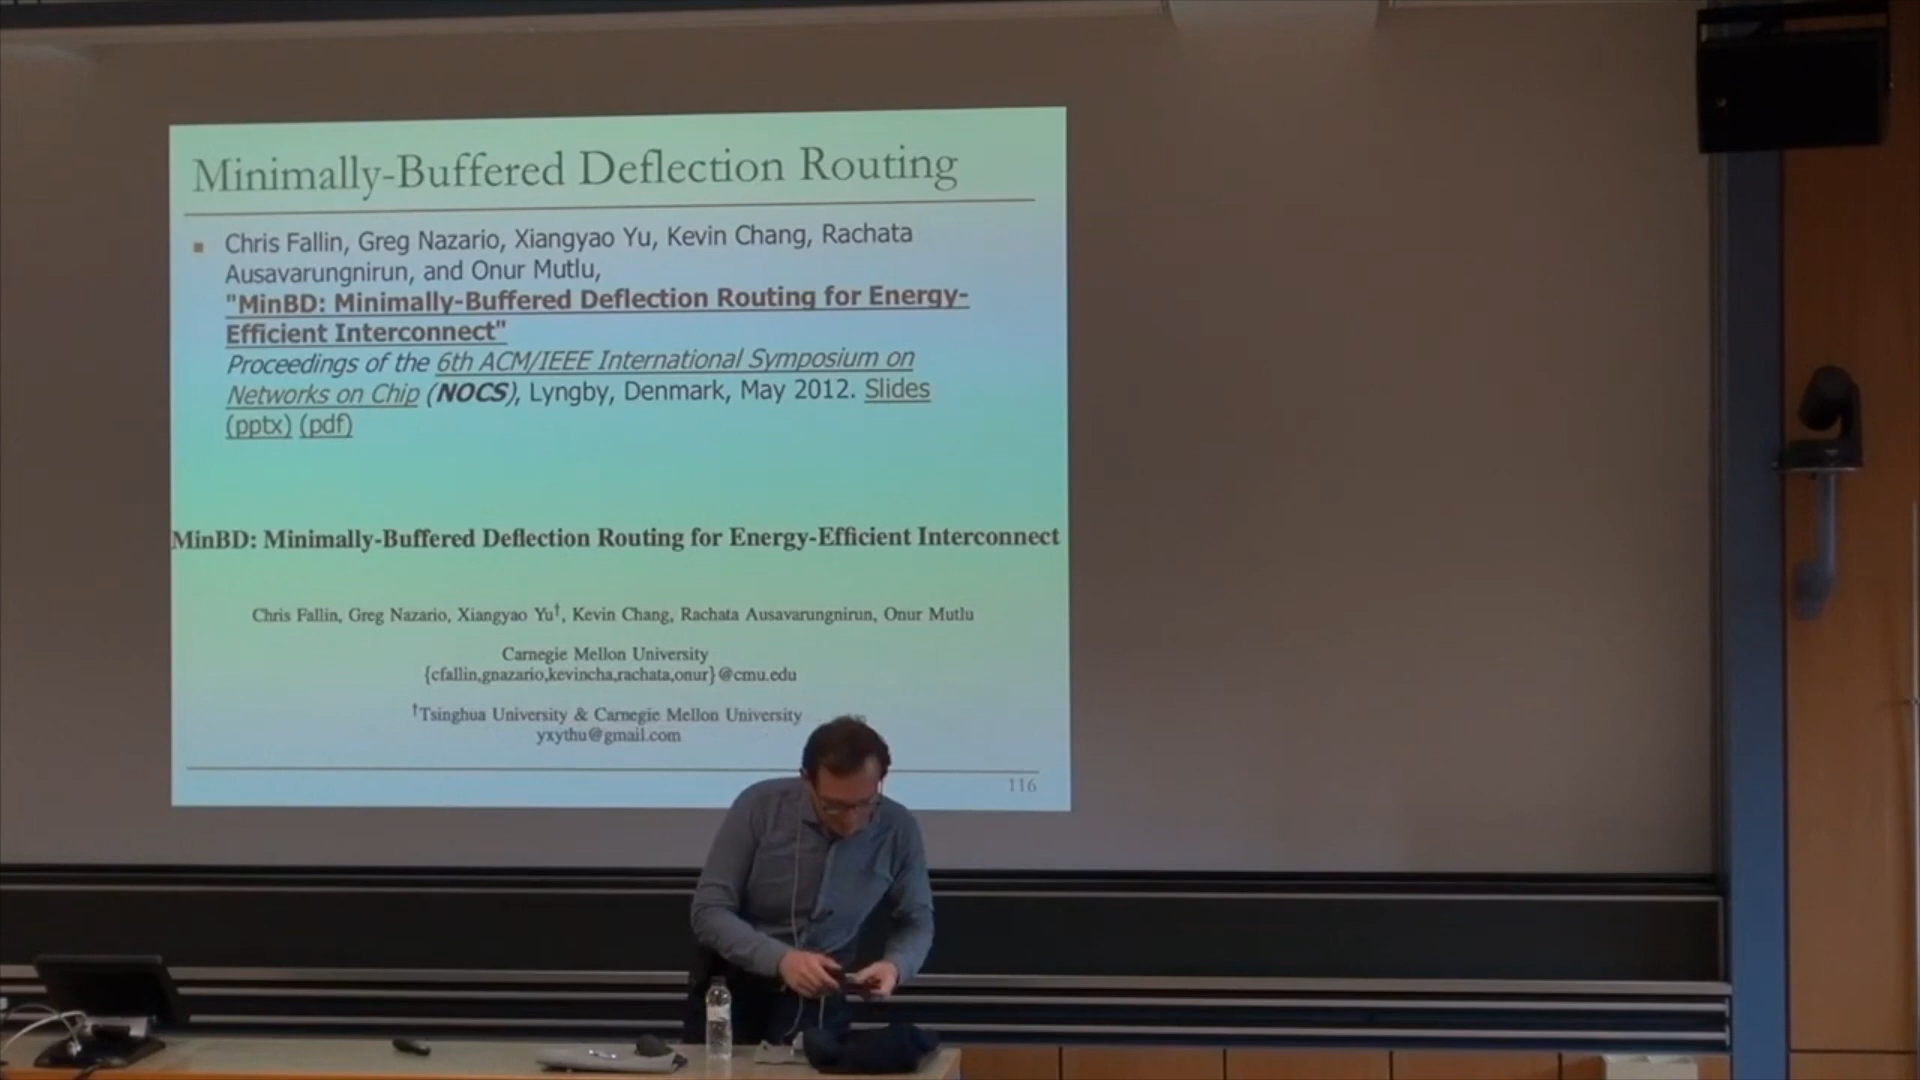 Minimally-Buffered Deflection Routing
Chris Fallin, Greg Nazario, Xiangyao Yu, Kevin Chang, Rachata
Ausavarungnirun, and Onur Mutlu,
"MinBD: Minimally-Buffered Deflection Routing for Energy-
Efficient Interconnect"
Proceedings of the 6th ACM/IEEE International Symposium on
Networks on Chip (NOCS), Lyngby, Denmark, May 2012. Slides
(pptx) (pdf)
MinBD: Minimally-Buffered Deflection Routing for Energy-Efficient Interconnect
Chris Fallin, Greg Nazario, Xiangyao Yu†, Kevin Chang, Rachata Ausavarungnirun, Onur Mutlu
Carnegie Mellon University
{cfallin,gnazario,kevincha,rachata,onur}@cmu.edu
†Tsinghua University & Carnegie Mellon University
yxythu@gmail.com
116